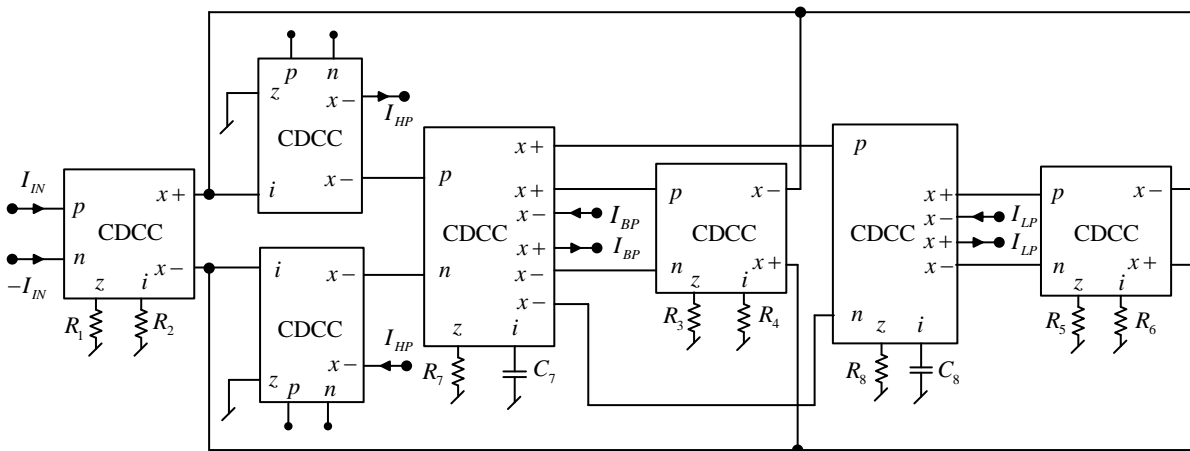 p n
z
x−
CDCC
I_HP
i x−
I_IN
p x+
CDCC
n x−
−I_IN
z i
R_1 R_2
i x−
CDCC
I_HP
z x−
p n
x+
p x+
x−
CDCC
x+
n x−
x−
z i
R_7 C_7
I_BP
I_BP
p x−
CDCC
x+
n z i
R_3 R_4
p
x+
x−
CDCC
x+
x−
n z i
R_8 C_8
I_LP
I_LP
p x−
CDCC
n x+
z i
R_5 R_6